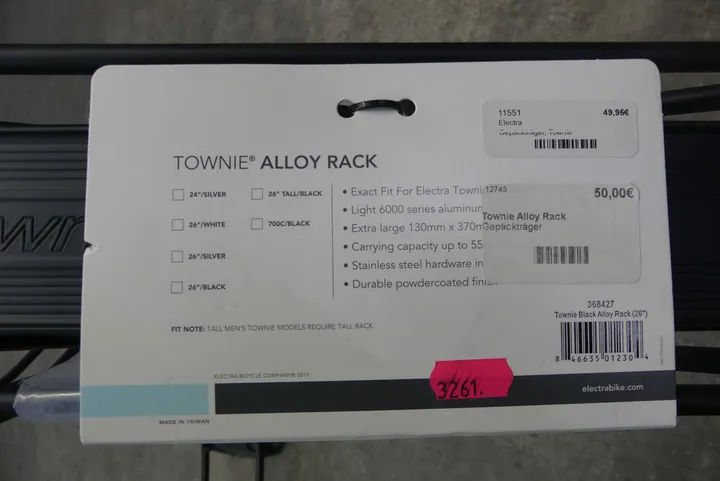 11551
49,95€
Electra
Gepäckträger, Townie
TOWNIE® ALLOY RACK
24"/SILVER
26" TALL/BLACK
26"/WHITE
700C/BLACK
26"/SILVER
26"/BLACK
• Exact Fit For Electra Towni
• Light 6000 series aluminur
• Extra large 130mm x 370m
• Carrying capacity up to 55
• Stainless steel hardware in
• Durable powdercoated finis
12745
50,00€
Townie Alloy Rack
Gepäckträger
FIT NOTE: TALL MEN'S TOWNIE MODELS REQUIRE TALL RACK.
368427
Townie Black Alloy Rack (26")
8 46635 01230 4
ELECTRA BICYCLE COMPANY® 2011
3261.
electrabike.com
MADE IN TAIWAN